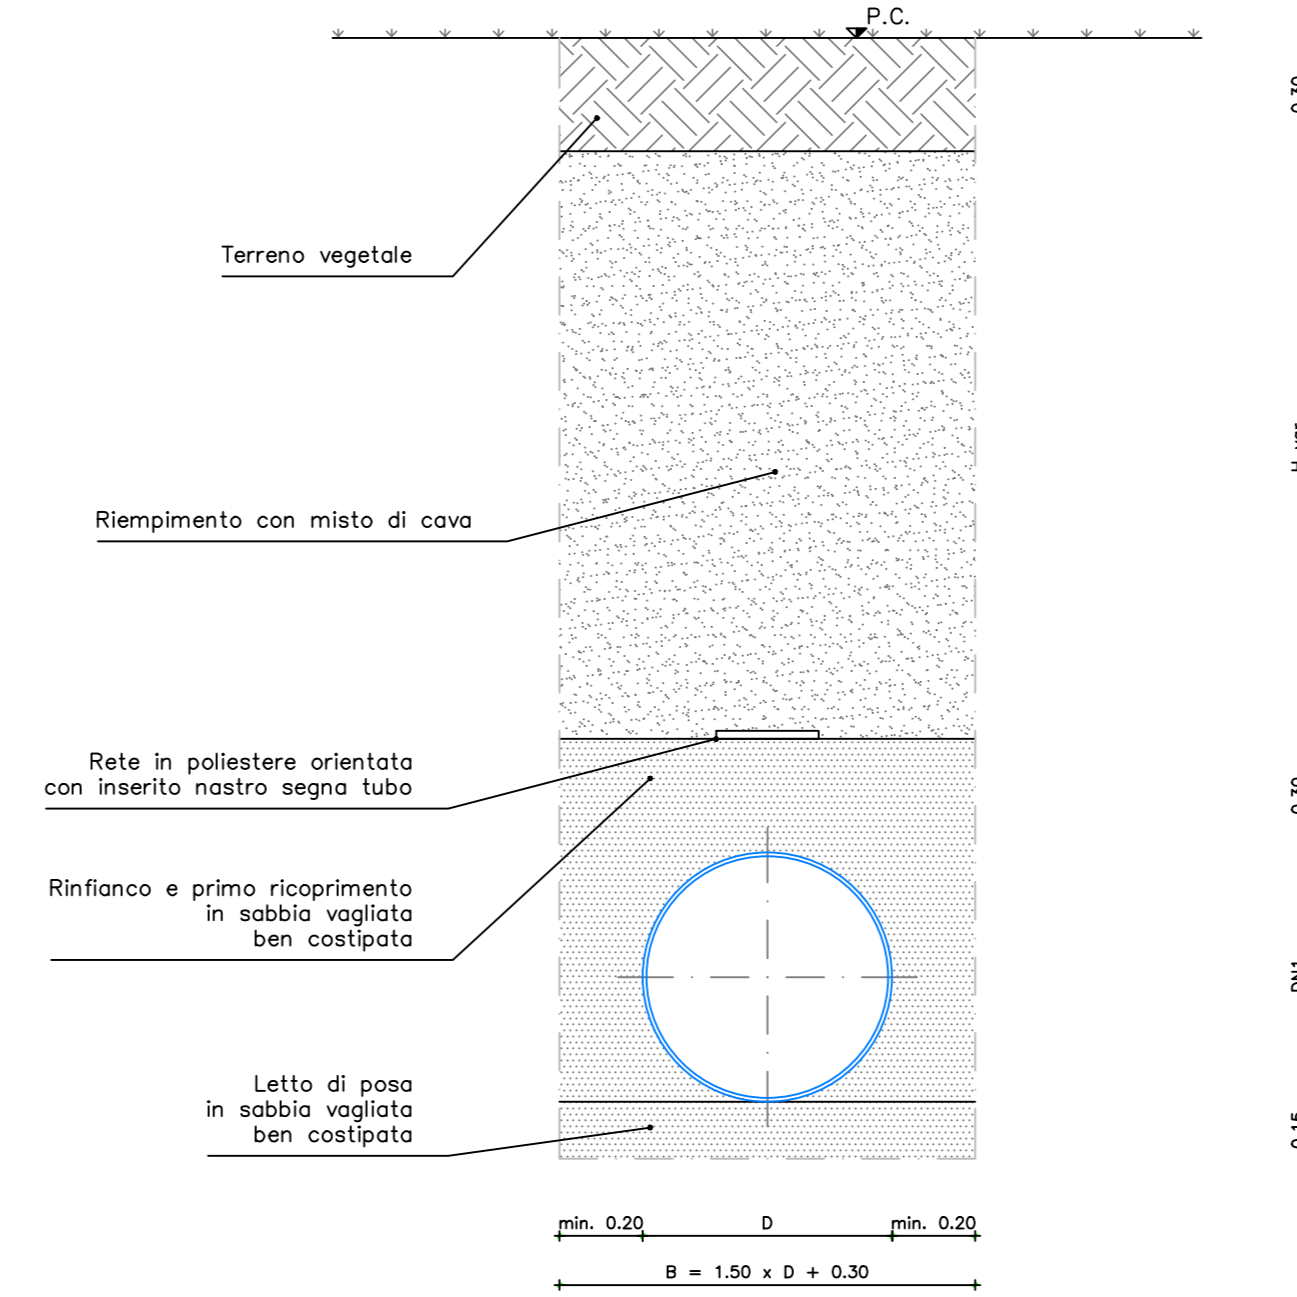 P.C.
Terreno vegetale
Riempimento con misto di cava
Rete in poliestere orientata
con inserito nastro segna tubo
Rinfianco e primo ricoprimento
in sabbia vagliata
ben costipata
Letto di posa
in sabbia vagliata
ben costipata
min. 0.20
D
min. 0.20
B = 1.50 x D + 0.30